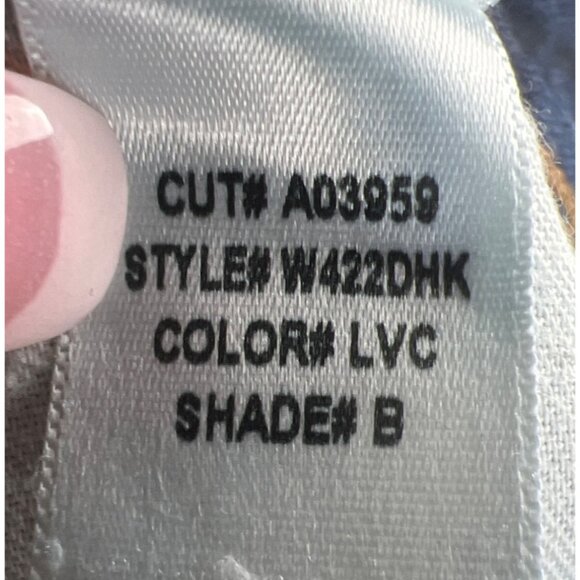 CUT# A03959
STYLE# W422DHK
COLOR# LVC
SHADE# B